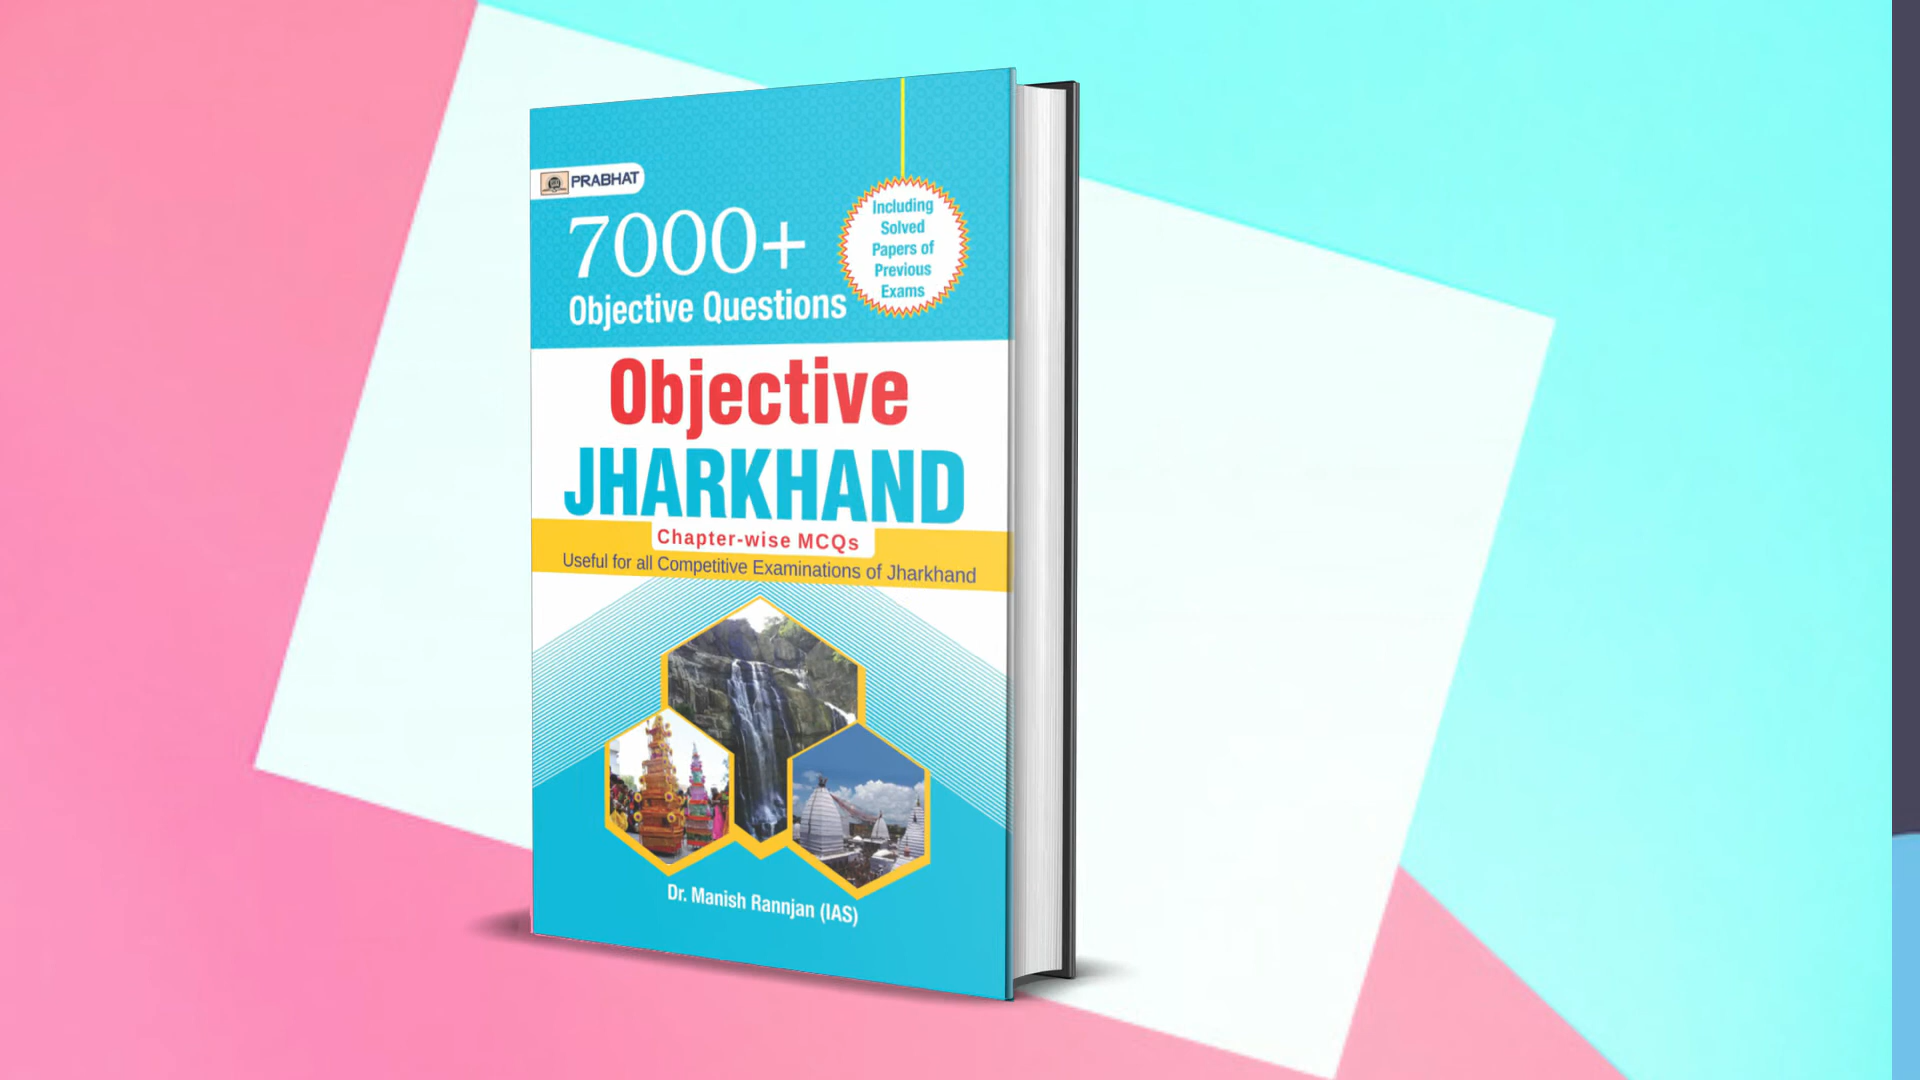 PRABHAT
7000+
Objective Questions
Including
Solved
Papers of
Previous
Exams
Objective
JHARKHAND
Chapter-wise MCQs
Useful for all Competitive Examinations of Jharkhand
Dr. Manish Rannjan (IAS)